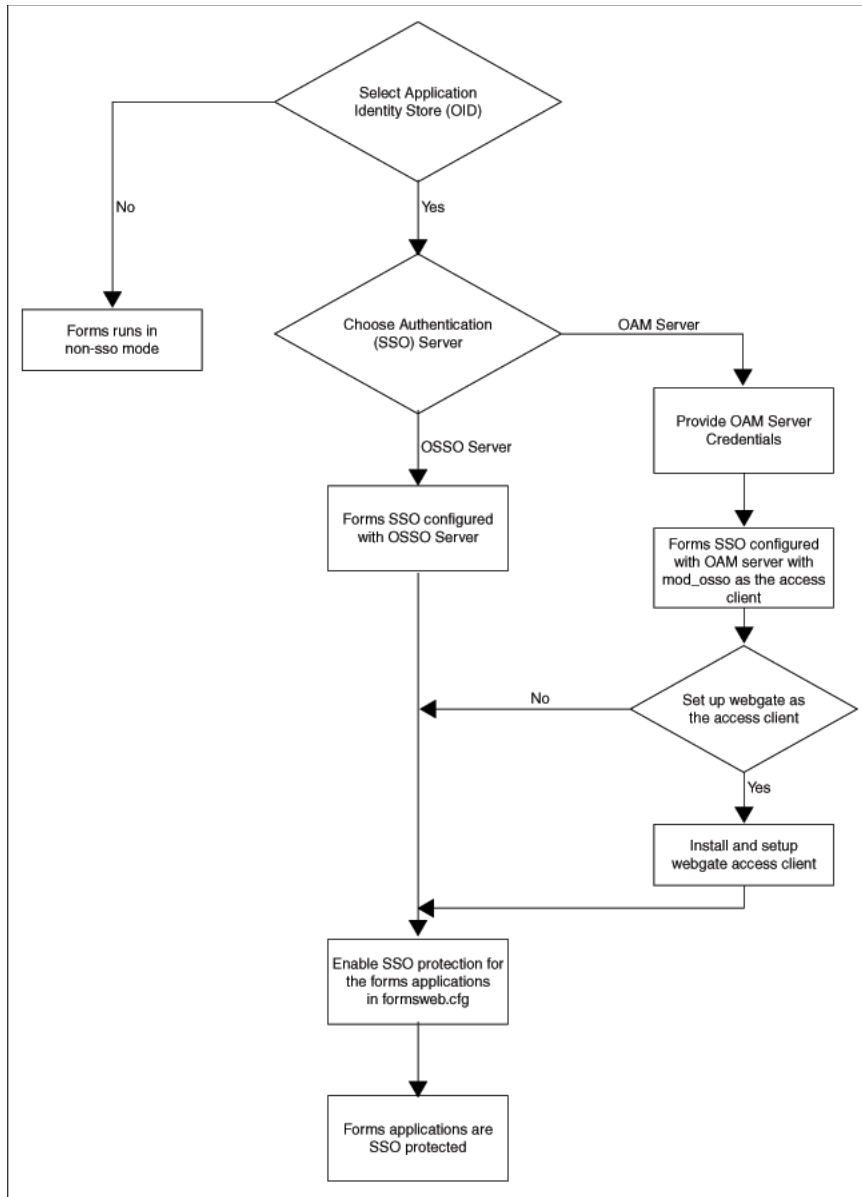 Select Application
Identity Store (OID)
No
Yes
Forms runs in
non-sso mode
Choose Authentication
(SSO) Server
OAM Server
Provide OAM Server
Credentials
OSSO Server
Forms SSO configured
with OSSO Server
Forms SSO configured
with OAM server with
mod_osso as the access
client
No
Set up webgate as
the access client
Yes
Install and setup
webgate access client
Enable SSO protection for
the forms applications
in formsweb.cfg
Forms applications are
SSO protected